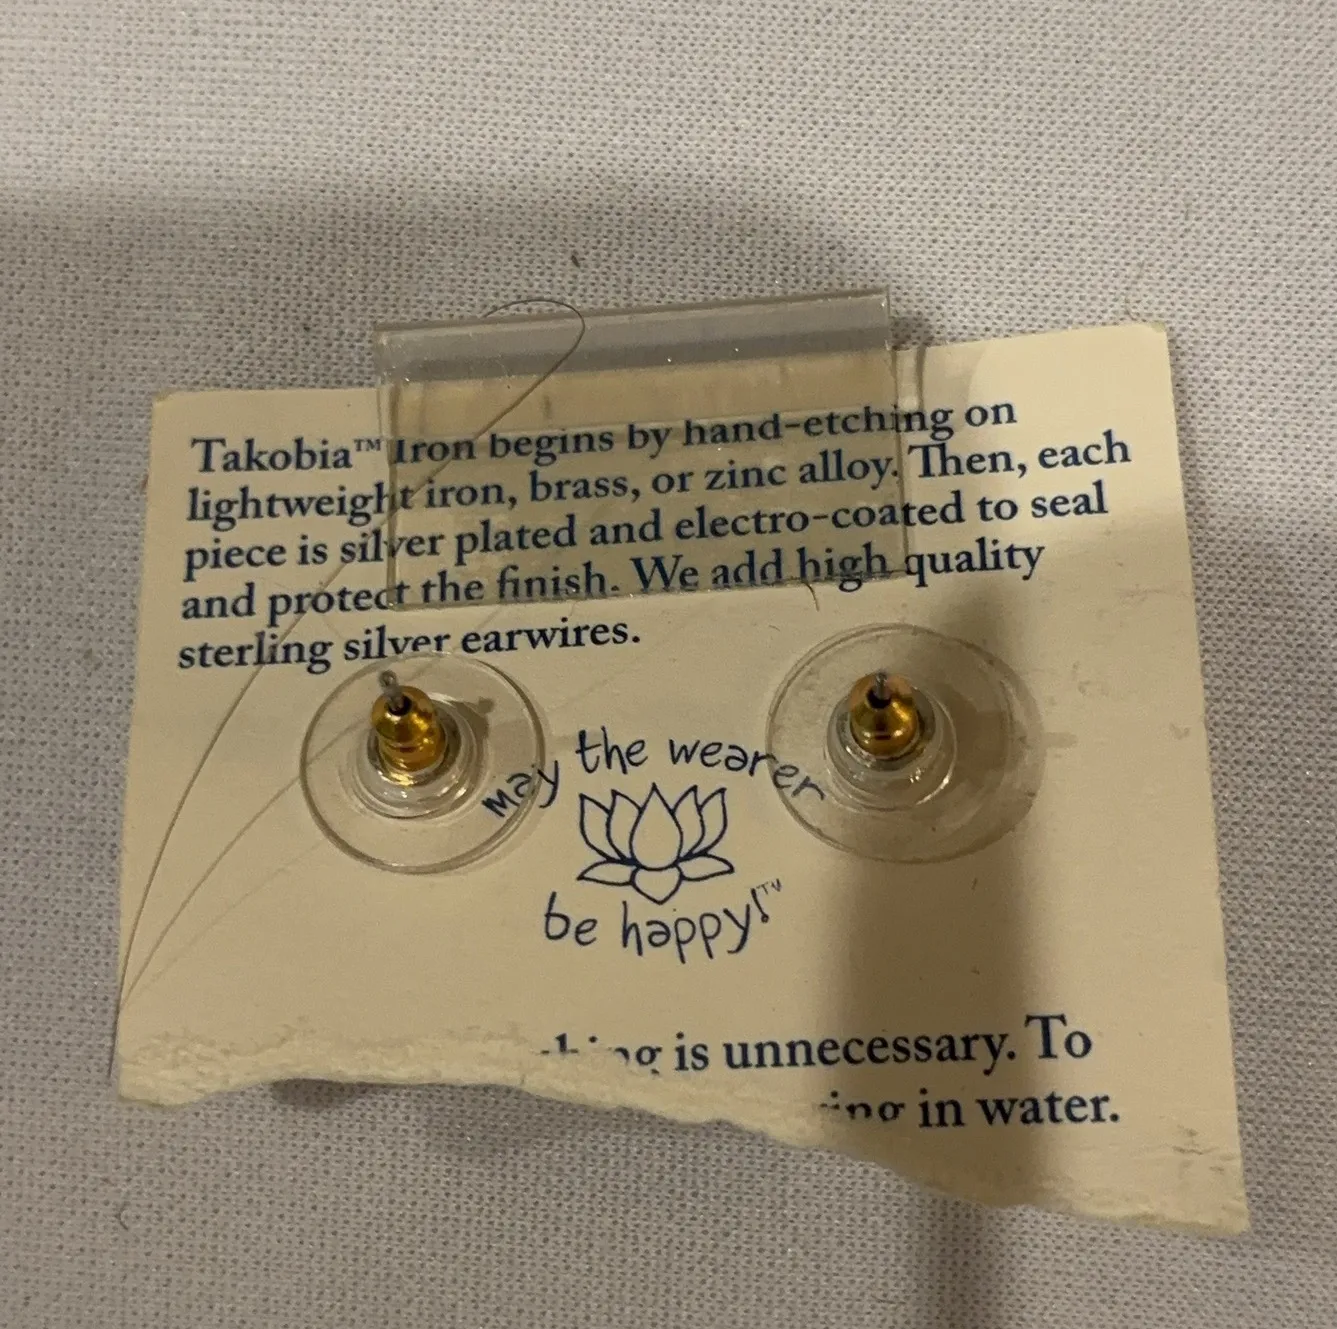 Takobia™ Iron begins by hand-etching on
lightweight iron, brass, or zinc alloy. Then, each
piece is silver plated and electro-coated to seal
and protect the finish. We add high quality
sterling silver earwires.
may the wearer
be happy!™
is unnecessary. To
in water.